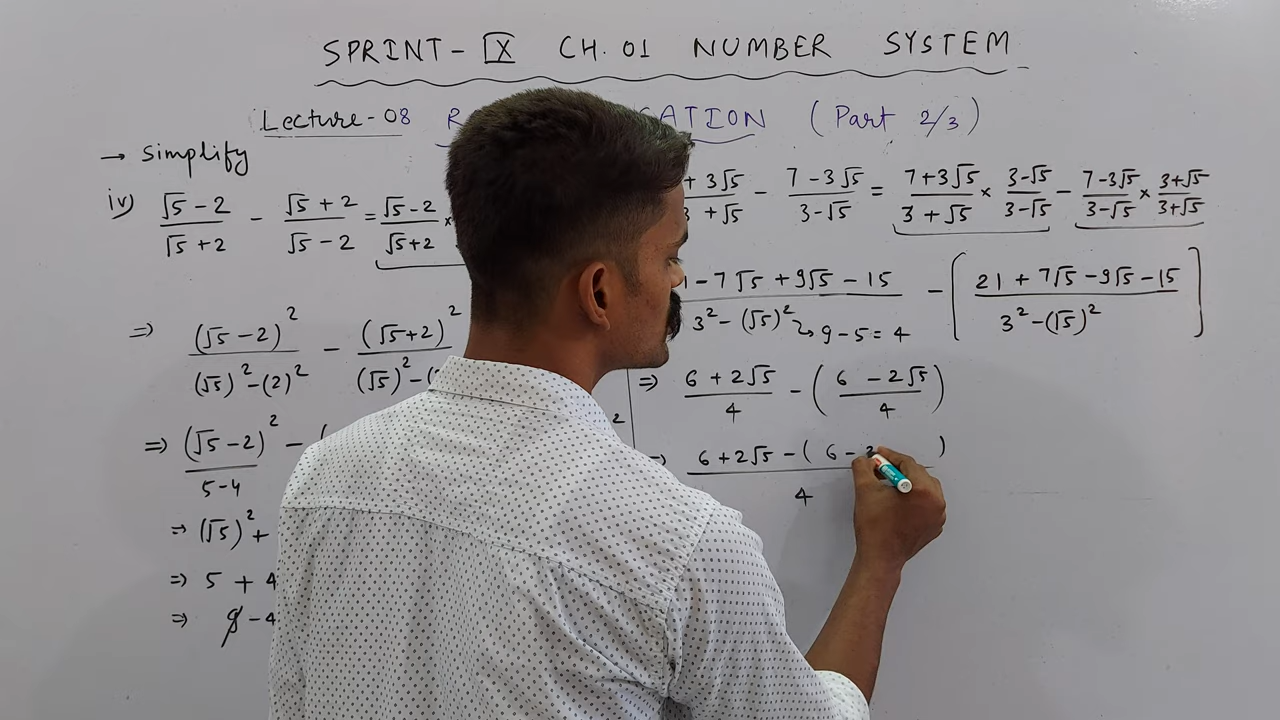 SPRINT- IX CH. 01 NUMBER SYSTEM
Lecture-08 R CATION (Part 2/3)
→ Simplify
iv) (√5 - 2)/(√5 + 2) - (√5 + 2)/(√5 - 2) = (√5 - 2)/(√5 + 2) ×
⇒ (√5 - 2)²/((√5)² - (2)²) - (√5 + 2)²/((√5)² - (
⇒ (√5 - 2)²/(5 - 4) - (
⇒ (√5)² +
⇒ 5 + 4
⇒ 9 - 4
+ 3√5/ + √5 - (7 - 3√5)/(3 - √5) = (7 + 3√5)/(3 + √5) × (3 - √5)/(3 - √5) - (7 - 3√5)/(3 - √5) × (3 + √5)/(3 + √5)
- 7√5 + 9√5 - 15/(3² - (√5)²) - [(21 + 7√5 - 9√5 - 15)/(3² - (√5)²)]
↳ 9 - 5 = 4
⇒ (6 + 2√5)/4 - ((6 - 2√5)/4)
⇒ (6 + 2√5 - (6 - 2 ))/4